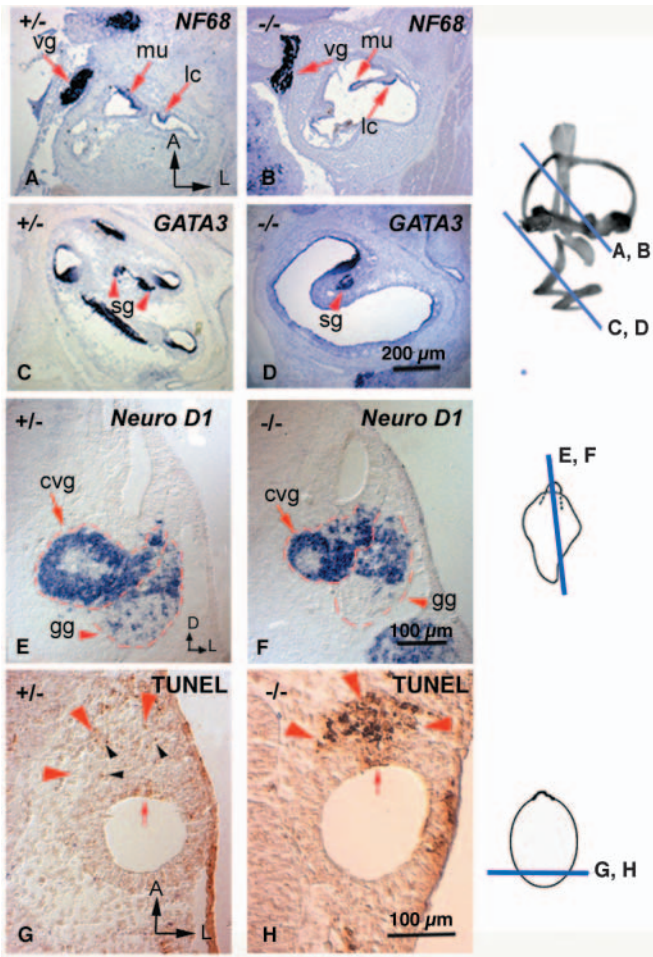 +/- NF68
vg
mu
lc
A
L
A
-/- NF68
mu
vg
lc
B
A, B
C, D
+/- GATA3
sg
C
-/- GATA3
sg
200 µm
D
+/- Neuro D1
cvg
gg
D
L
E
-/- Neuro D1
cvg
gg
100 µm
F
E, F
+/- TUNEL
A
L
G
-/- TUNEL
100 µm
H
G, H